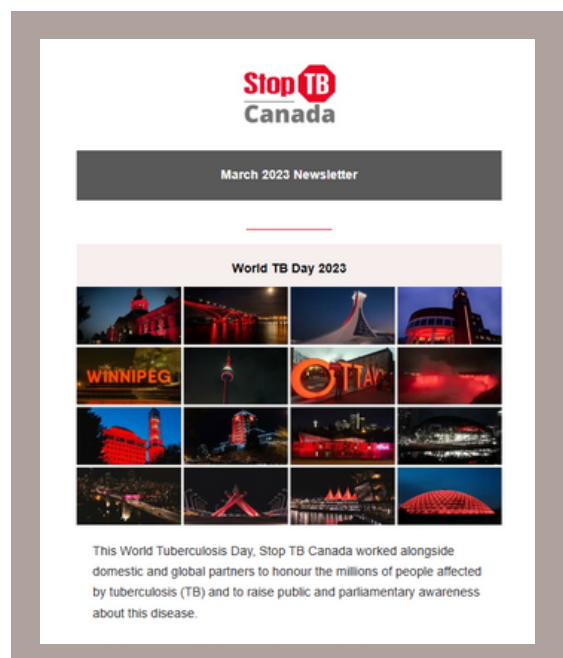 Stop TB
Canada
March 2023 Newsletter
World TB Day 2023
WINNIPEG
OTTAW
This World Tuberculosis Day, Stop TB Canada worked alongside
domestic and global partners to honour the millions of people affected
by tuberculosis (TB) and to raise public and parliamentary awareness
about this disease.